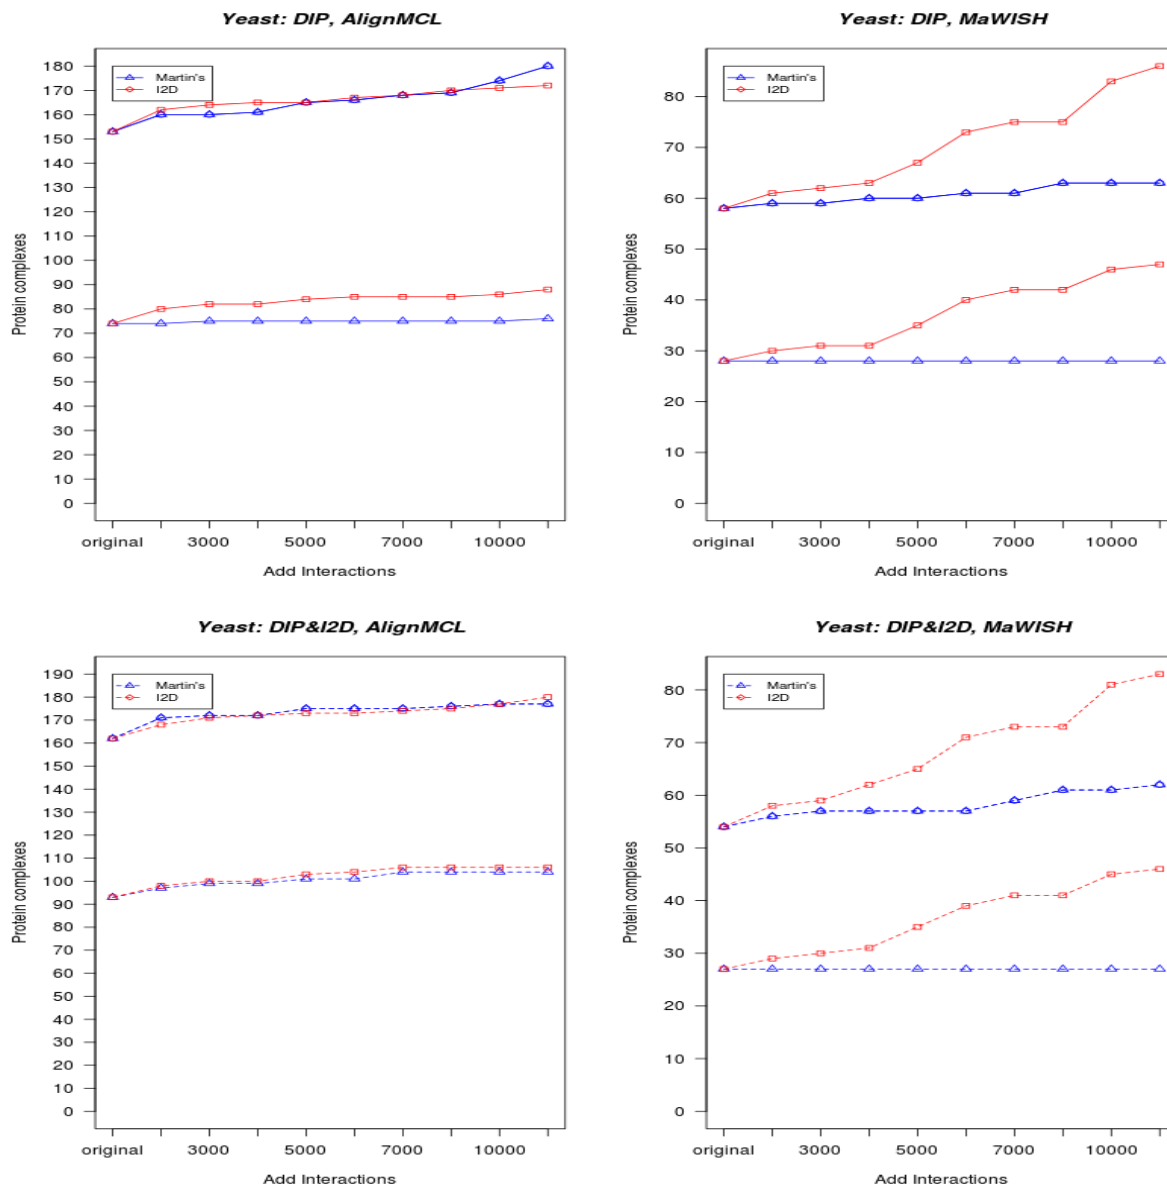 Yeast: DIP, AlignMCL
Martin's
I2D
180
170
160
150
140
130
120
110
100
90
80
70
60
50
40
30
20
10
0
Protein complexes
original 3000 5000 7000 10000
Add Interactions
Yeast: DIP, MaWISH
Martin's
I2D
80
70
60
50
40
30
20
10
0
Protein complexes
original 3000 5000 7000 10000
Add Interactions
Yeast: DIP&I2D, AlignMCL
Martin's
I2D
190
180
170
160
150
140
130
120
110
100
90
80
70
60
50
40
30
20
10
0
Protein complexes
original 3000 5000 7000 10000
Add Interactions
Yeast: DIP&I2D, MaWISH
Martin's
I2D
80
70
60
50
40
30
20
10
0
Protein complexes
original 3000 5000 7000 10000
Add Interactions